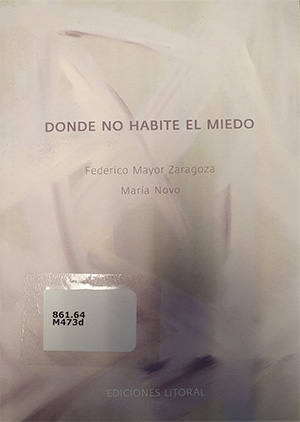 DONDE NO HABITE EL MIEDO
Federico Mayor Zaragoza
María Novo
861.64
M473d
EDICIONES LITORAL